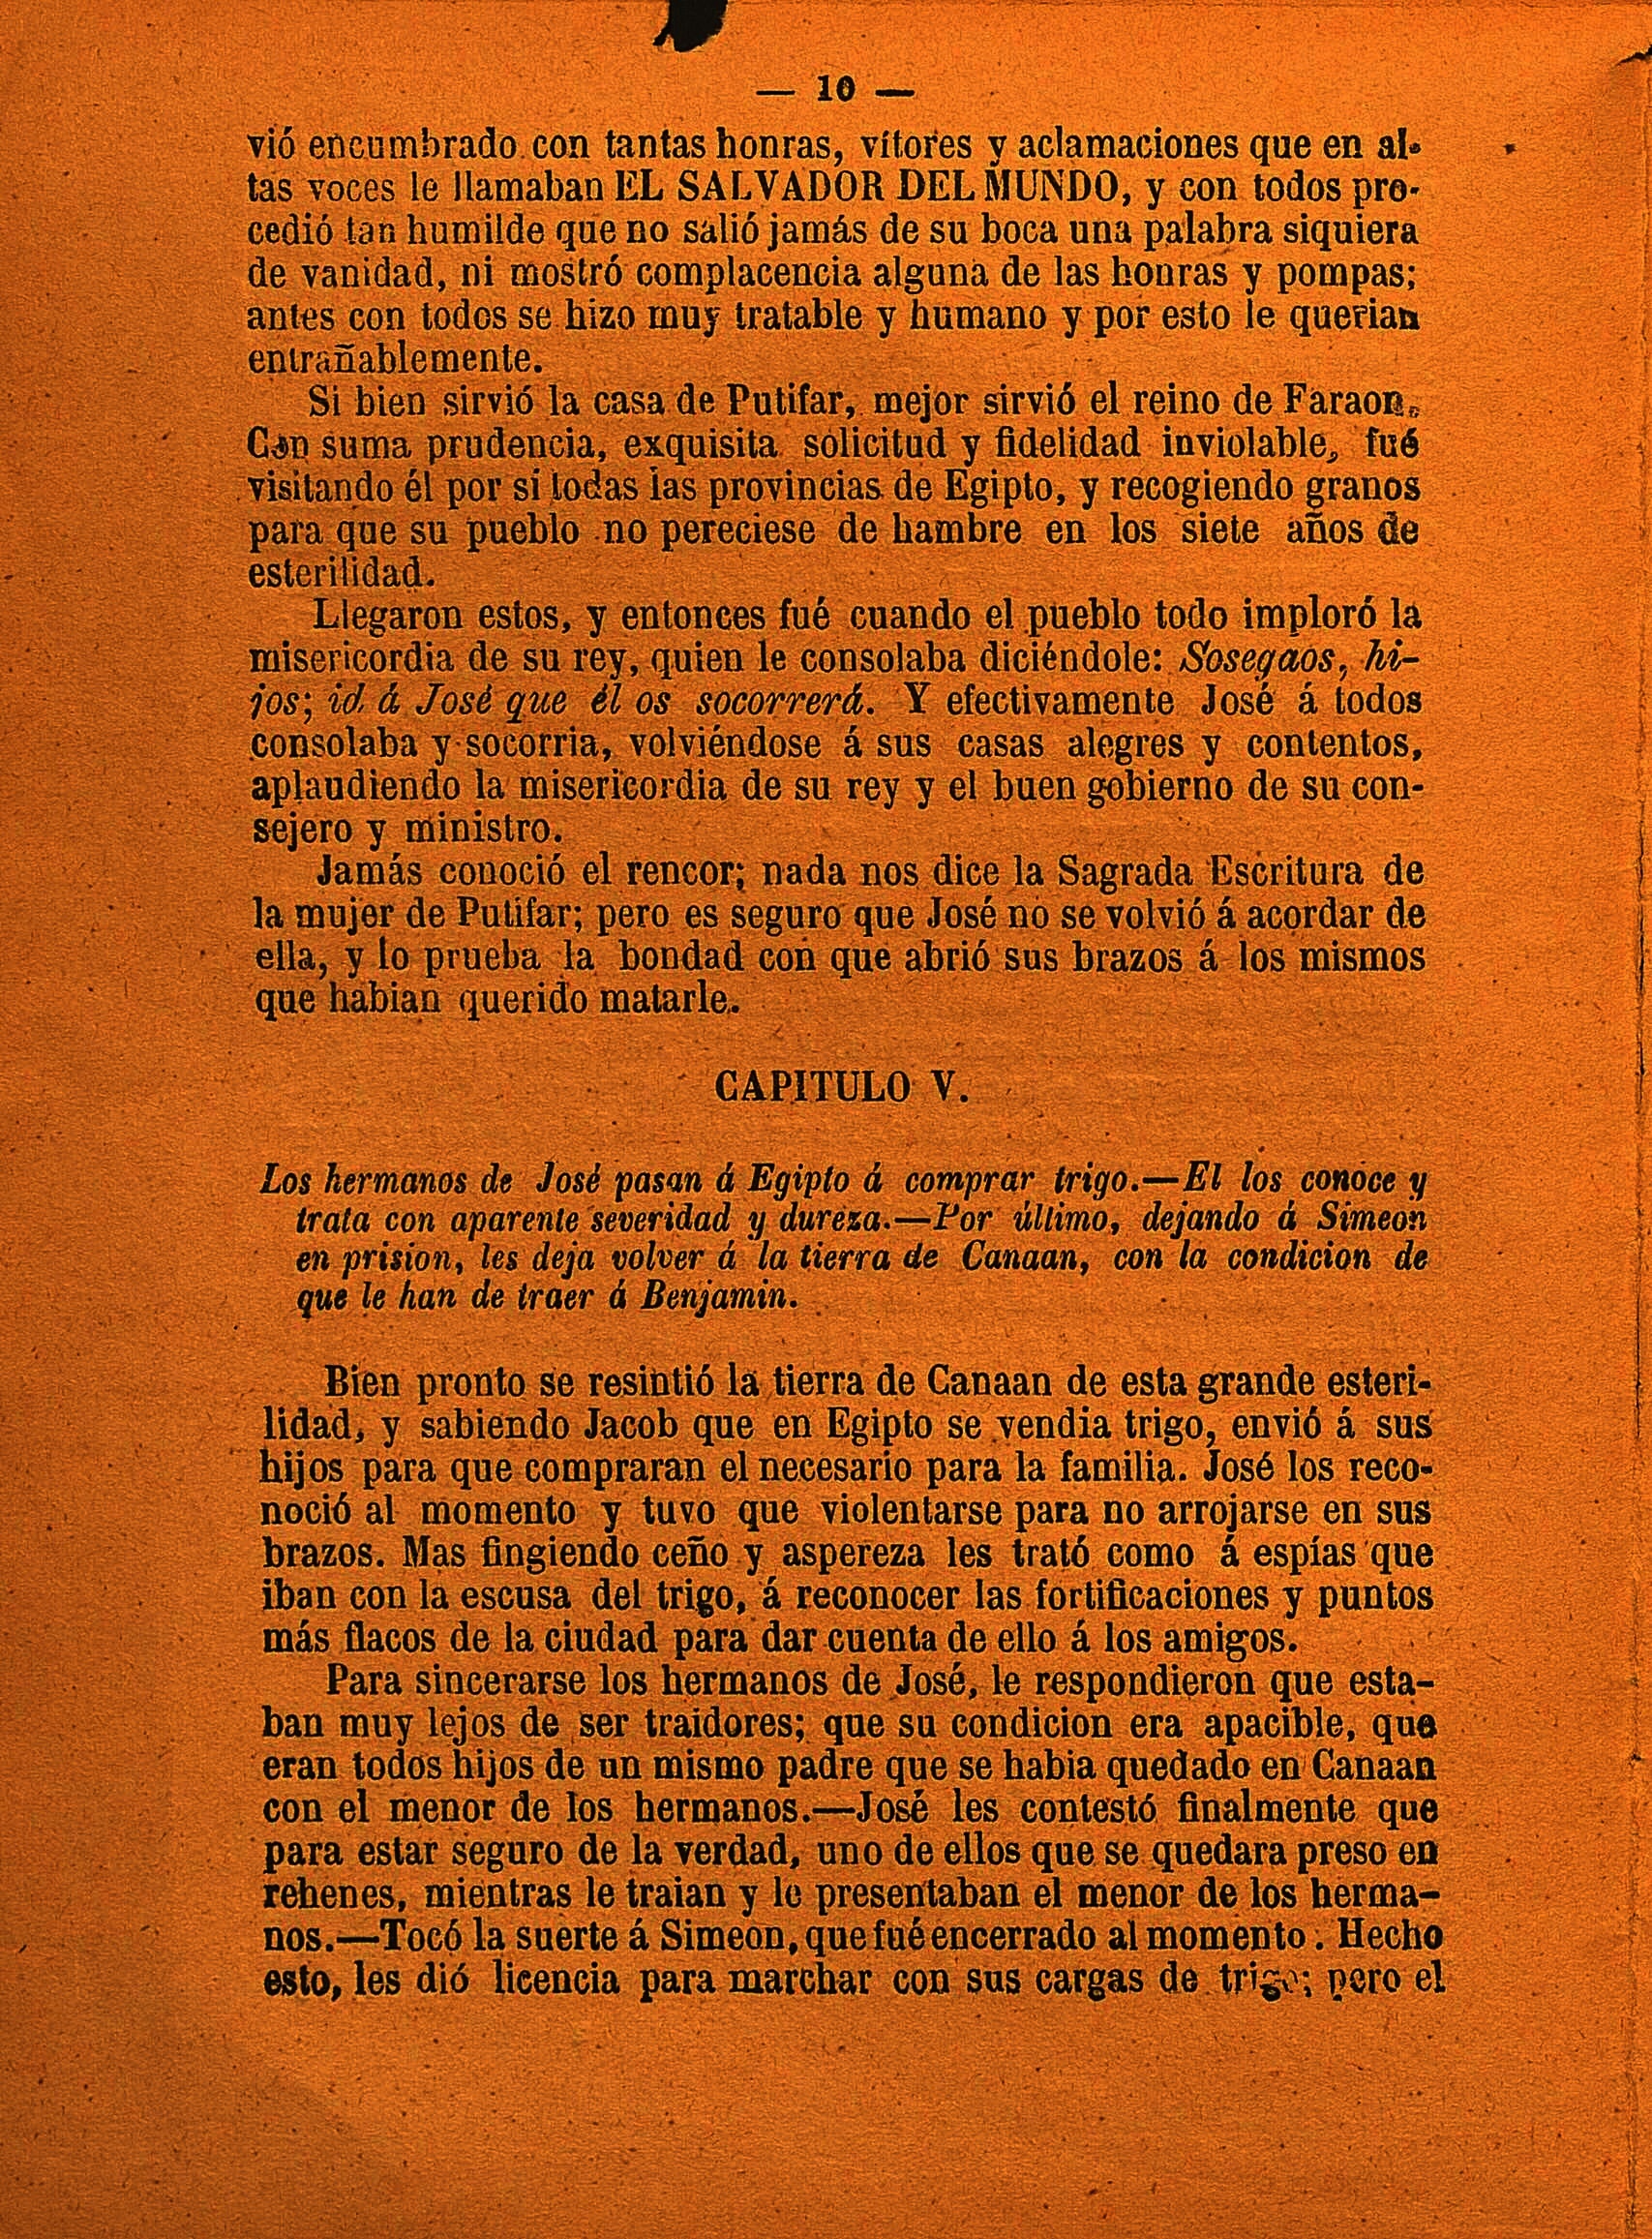 — 10 —
vió encumbrado con tantas honras, vítores y aclamaciones que en al-
tas voces le llamaban EL SALVADOR DEL MUNDO, y con todos pro-
cedió tan humilde que no salió jamás de su boca una palabra siquiera
de vanidad, ni mostró complacencia alguna de las honras y pompas;
antes con todos se hizo muy tratable y humano y por esto le querian
entrañablemente.
Si bien sirvió la casa de Putifar, mejor sirvió el reino de Faraon.
Con suma prudencia, exquisita solicitud y fidelidad inviolable, fué
visitando él por sí todas las provincias de Egipto, y recogiendo granos
para que su pueblo no pereciese de hambre en los siete años de
esterilidad.
Llegaron estos, y entonces fué cuando el pueblo todo imploró la
misericordia de su rey, quien le consolaba diciéndole: Sosegaos, hi-
jos; id á José que él os socorrerá. Y efectivamente José á todos
consolaba y socorria, volviéndose á sus casas alegres y contentos,
aplaudiendo la misericordia de su rey y el buen gobierno de su con-
sejero y ministro.
Jamás conoció el rencor; nada nos dice la Sagrada Escritura de
la mujer de Putifar; pero es seguro que José no se volvió á acordar de
ella, y lo prueba la bondad con que abrió sus brazos á los mismos
que habian querido matarle.
CAPITULO V.
Los hermanos de José pasan á Egipto á comprar trigo.—El los conoce y
trata con aparente severidad y dureza.—Por último, dejando á Simeon
en prision, les deja volver á la tierra de Canaan, con la condicion de
que le han de traer á Benjamin.
Bien pronto se resintió la tierra de Canaan de esta grande esteri-
lidad, y sabiendo Jacob que en Egipto se vendia trigo, envió á sus
hijos para que compraran el necesario para la familia. José los reco-
noció al momento y tuvo que violentarse para no arrojarse en sus
brazos. Mas fingiendo ceño y aspereza les trató como á espías que
iban con la escusa del trigo, á reconocer las fortificaciones y puntos
más flacos de la ciudad para dar cuenta de ello á los amigos.
Para sincerarse los hermanos de José, le respondieron que esta-
ban muy lejos de ser traidores; que su condicion era apacible, que
eran todos hijos de un mismo padre que se habia quedado en Canaan
con el menor de los hermanos.—José les contestó finalmente que
para estar seguro de la verdad, uno de ellos que se quedara preso en
rehenes, mientras le traian y le presentaban el menor de los herma-
nos.—Tocó la suerte á Simeon, que fué encerrado al momento. Hecho
esto, les dió licencia para marchar con sus cargas de trigo; pero el